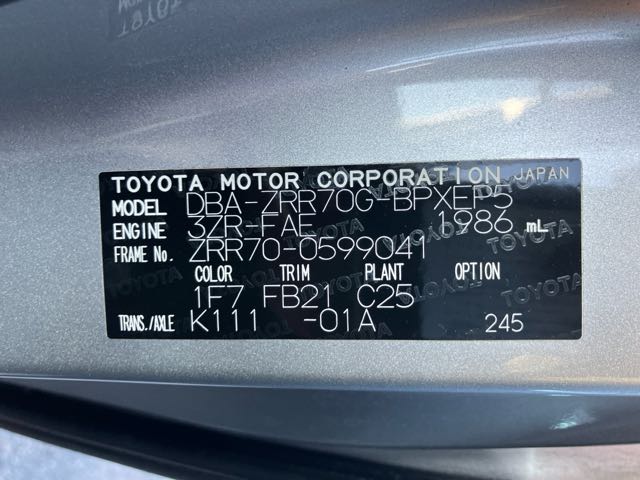 TOYOTA MOTOR CORPORATION JAPAN
MODEL DBA-ZRR70G-BPXEP5
ENGINE 3ZR-FAE 1986 mL
FRAME No. ZRR70-0599041
COLOR TRIM PLANT OPTION
1F7 FB21 C25
TRANS./AXLE K111 -01A 245